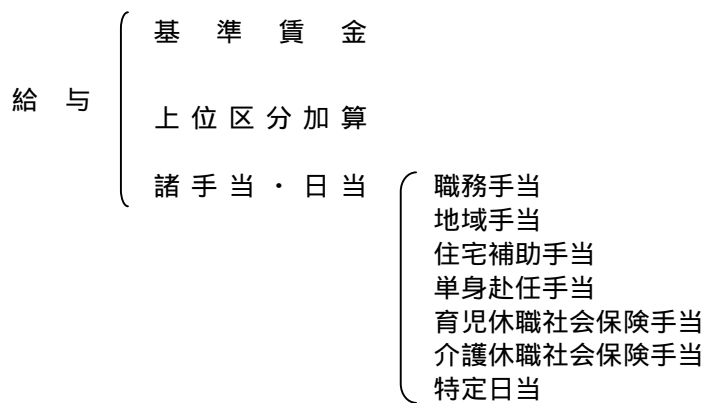 給与
基準賃金
上位区分加算
諸手当・日当
職務手当
地域手当
住宅補助手当
単身赴任手当
育児休職社会保険手当
介護休職社会保険手当
特定日当